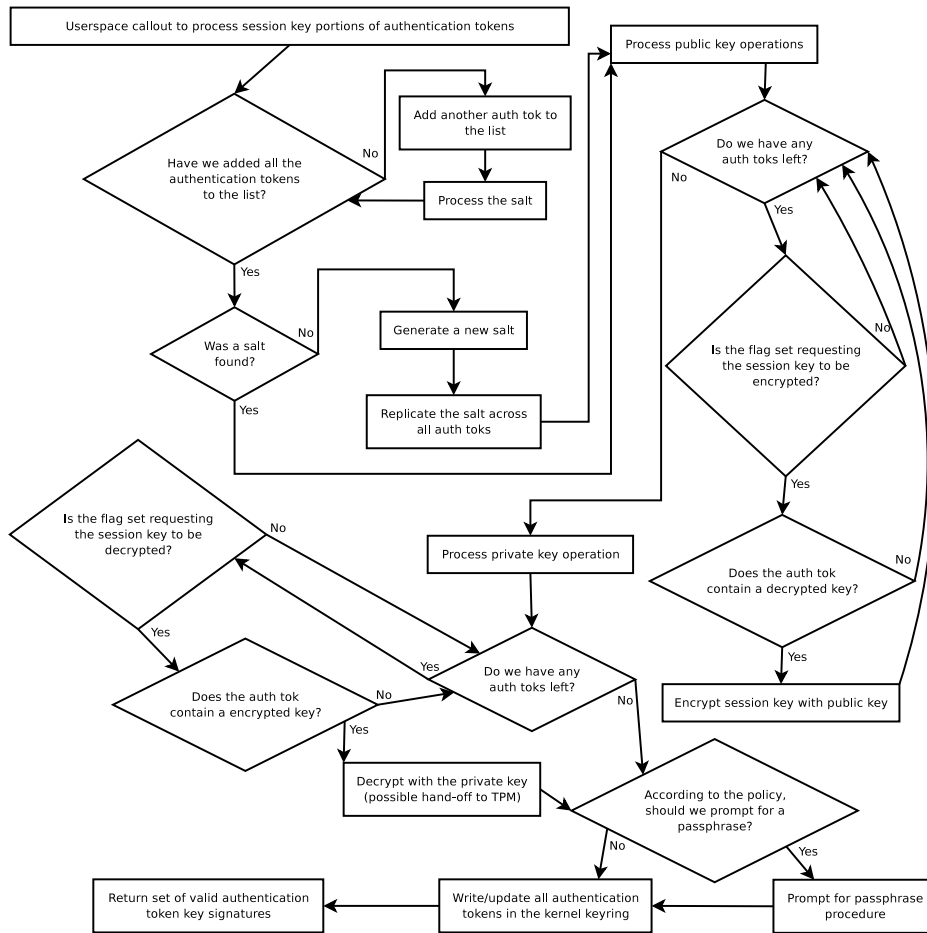 Userspace callout to process session key portions of authentication tokens
Process public key operations
Add another auth tok to
the list
No
Have we added all the
authentication tokens
to the list?
Process the salt
Yes
Do we have any
auth toks left?
No
Yes
Was a salt
found?
No
Generate a new salt
Yes
Replicate the salt across
all auth toks
Is the flag set requesting
the session key to be
encrypted?
No
Yes
Is the flag set requesting
the session key to be
decrypted?
No
Yes
Process private key operation
Does the auth tok
contain a decrypted key?
No
Yes
Encrypt session key with public key
Do we have any
auth toks left?
Yes
No
Does the auth tok
contain a encrypted key?
No
Yes
Decrypt with the private key
(possible hand-off to TPM)
According to the policy,
should we prompt for a
passphrase?
No
Yes
Return set of valid authentication
token key signatures
Write/update all authentication
tokens in the kernel keyring
Prompt for passphrase
procedure